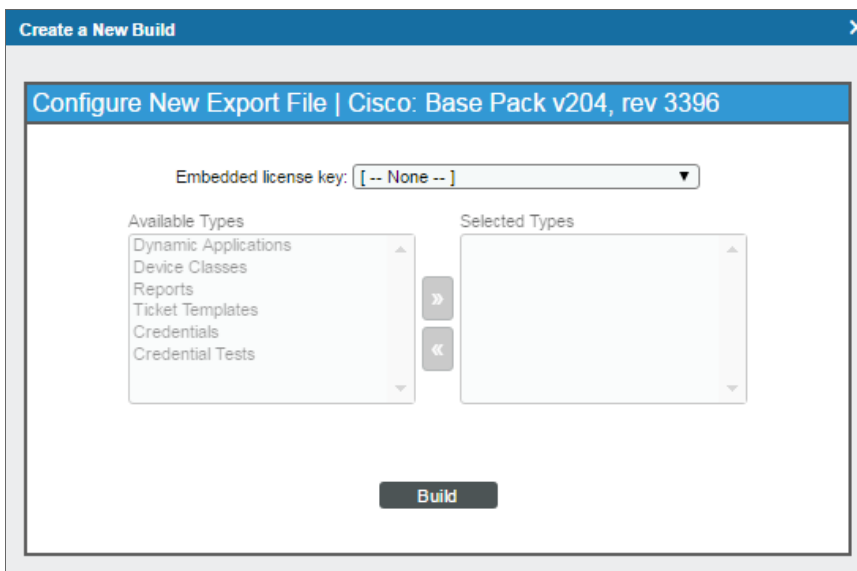 Create a New Build
Configure New Export File | Cisco: Base Pack v204, rev 3396
Embedded license key: [ -- None -- ]
Available Types
Selected Types
Dynamic Applications
Device Classes
Reports
Ticket Templates
Credentials
Credential Tests
»
«
Build